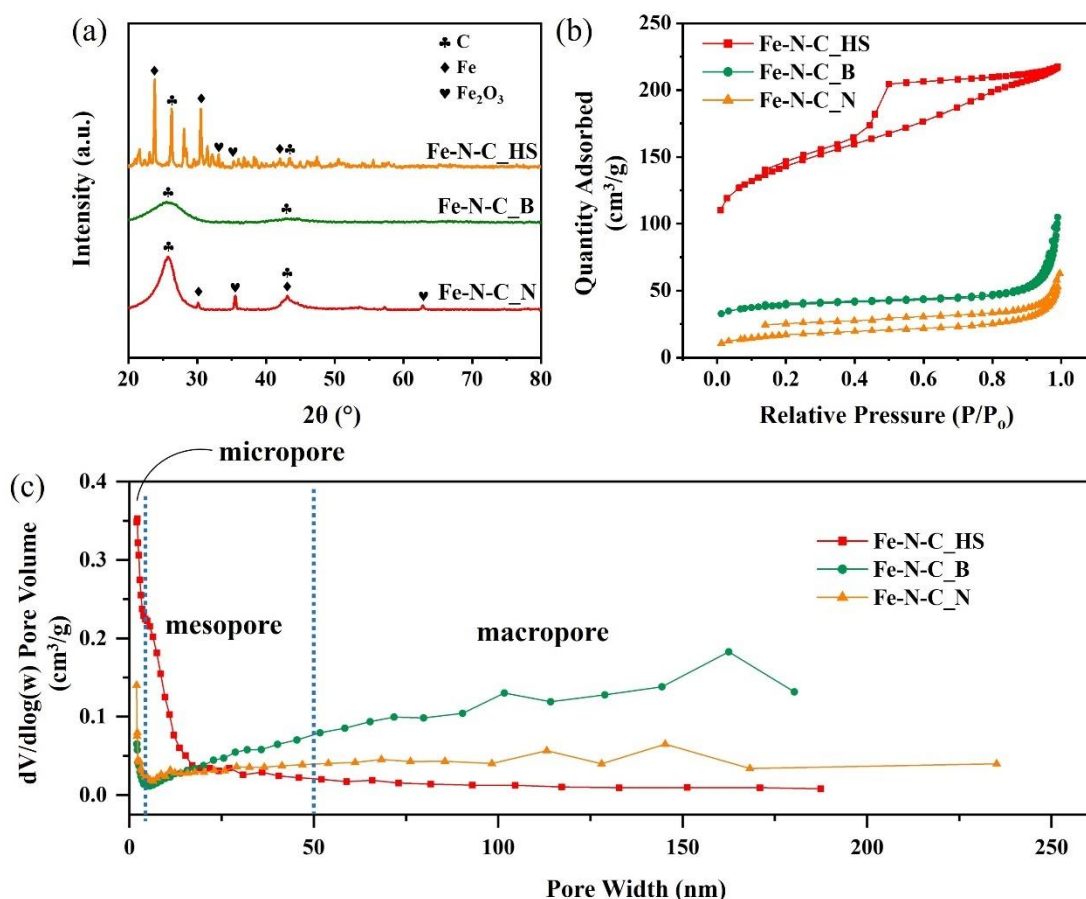 (a)
♣ C
♦ Fe
♥ Fe₂O₃
Fe-N-C_HS
Fe-N-C_B
Fe-N-C_N
Intensity (a.u.)
20 30 40 50 60 70 80
2θ (°)
(b)
Fe-N-C_HS
Fe-N-C_B
Fe-N-C_N
Quantity Adsorbed
(cm³/g)
250
200
150
100
50
0
0.0 0.2 0.4 0.6 0.8 1.0
Relative Pressure (P/P₀)
(c)
micropore
mesopore
macropore
Fe-N-C_HS
Fe-N-C_B
Fe-N-C_N
dV/dlog(w) Pore Volume
(cm³/g)
0.4
0.3
0.2
0.1
0.0
0 50 100 150 200 250
Pore Width (nm)